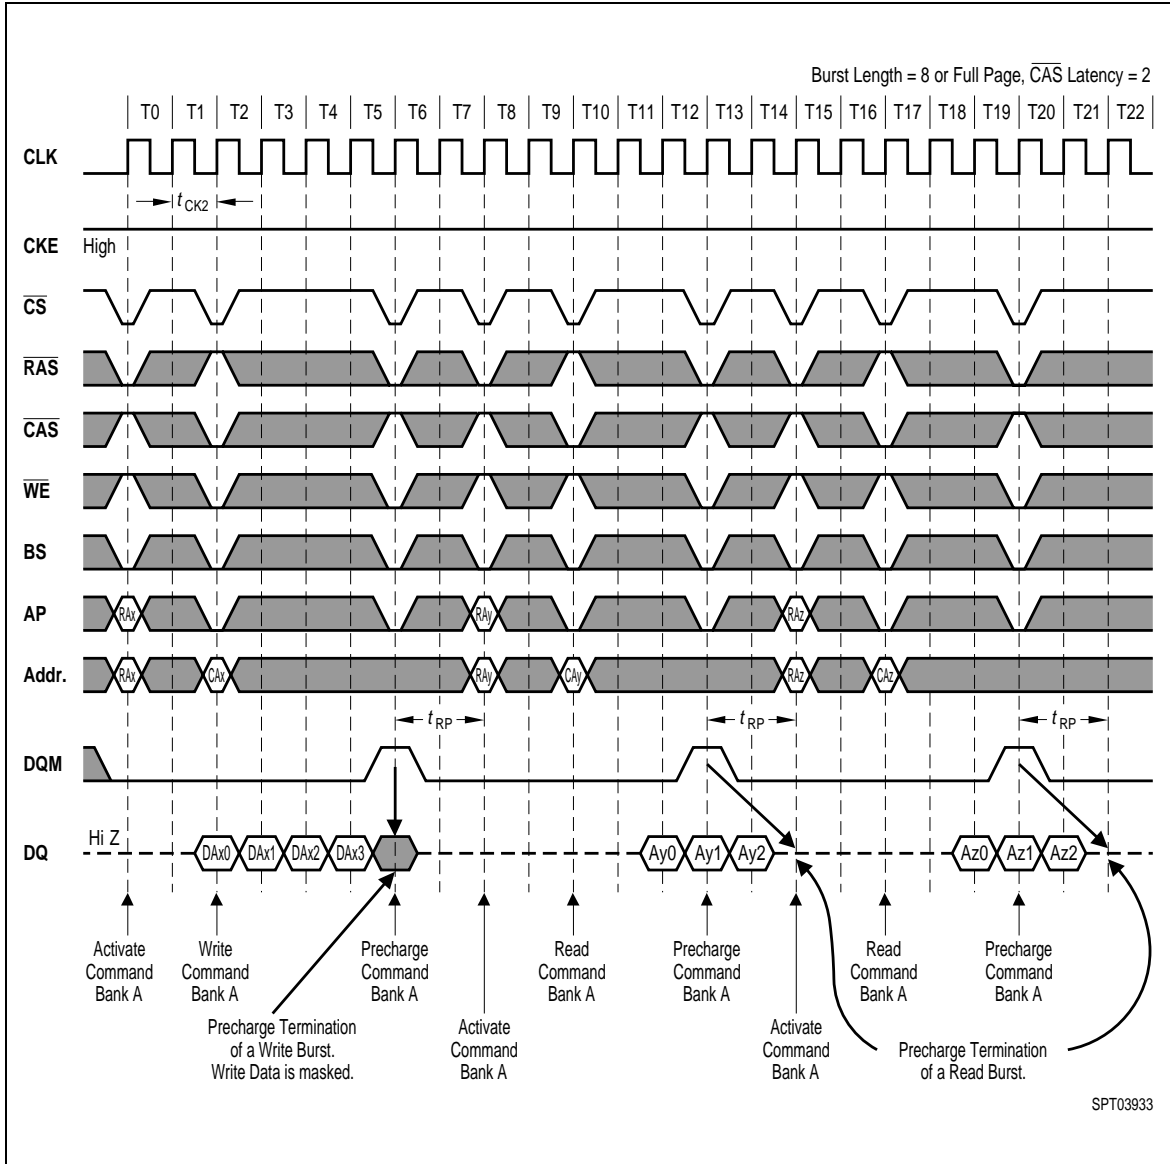 Burst Length = 8 or Full Page, CAS Latency = 2
T0 T1 T2 T3 T4 T5 T6 T7 T8 T9 T10 T11 T12 T13 T14 T15 T16 T17 T18 T19 T20 T21 T22
CLK
t CK2
CKE High
CS
RAS
CAS
WE
BS
AP RAx RAy RAz
Addr. RAx CAx RAy CAy RAz CAz
t RP t RP t RP
DQM
Hi Z
DQ DAx0 DAx1 DAx2 DAx3 Ay0 Ay1 Ay2 Az0 Az1 Az2
Activate
Command
Bank A
Write
Command
Bank A
Precharge
Command
Bank A
Read
Command
Bank A
Precharge
Command
Bank A
Read
Command
Bank A
Precharge
Command
Bank A
Precharge Termination
of a Write Burst.
Write Data is masked.
Activate
Command
Bank A
Activate
Command
Bank A
Precharge Termination
of a Read Burst.
SPT03933